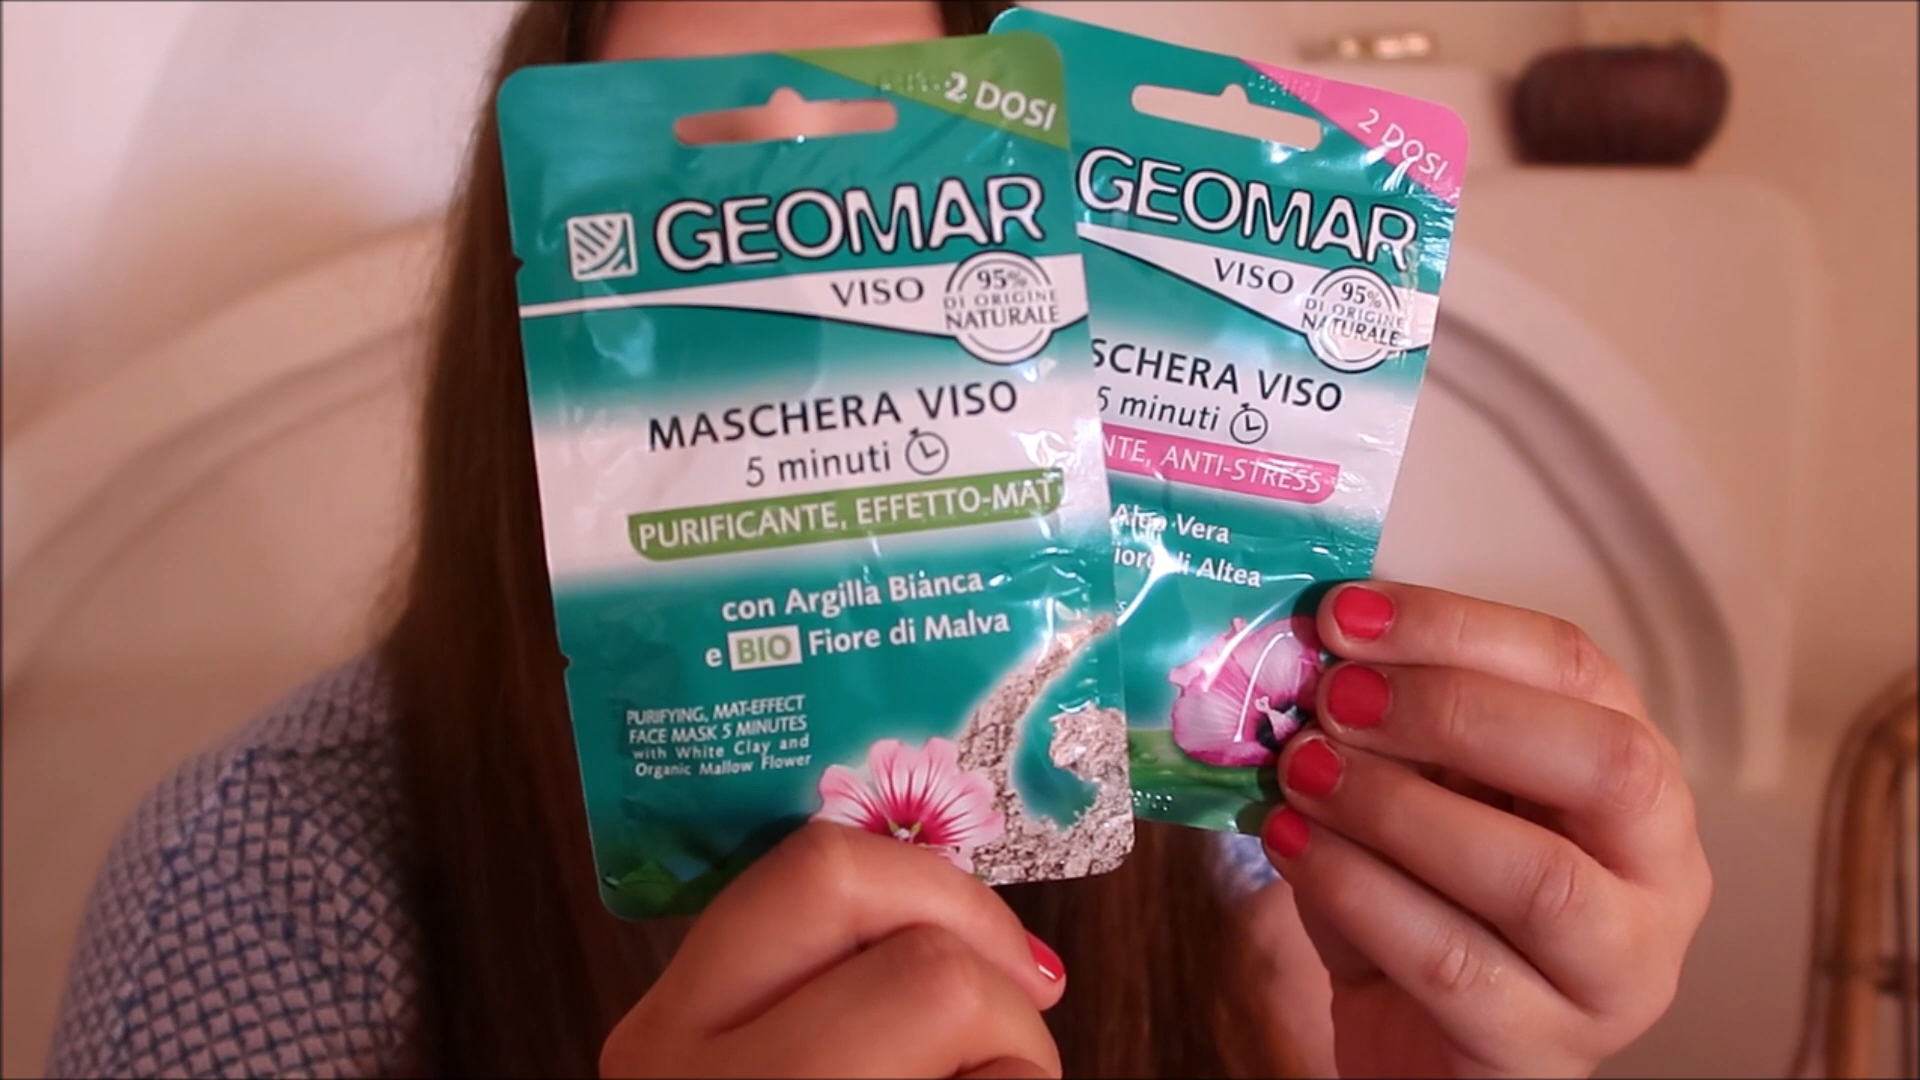 2 DOSI
GEOMAR
VISO
95%
DI ORIGINE
NATURALE
MASCHERA VISO
5 minuti
PURIFICANTE, EFFETTO-MAT
con Argilla Bianca
e BIO Fiore di Malva
PURIFYING, MAT-EFFECT
FACE MASK 5 MINUTES
with White Clay and
Organic Mallow Flower
2 DOSI
GEOMAR
VISO
95%
DI ORIGINE
NATURALE
SCHERA VISO
5 minuti
NTE, ANTI-STRESS
Aloe Vera
iore di Altea